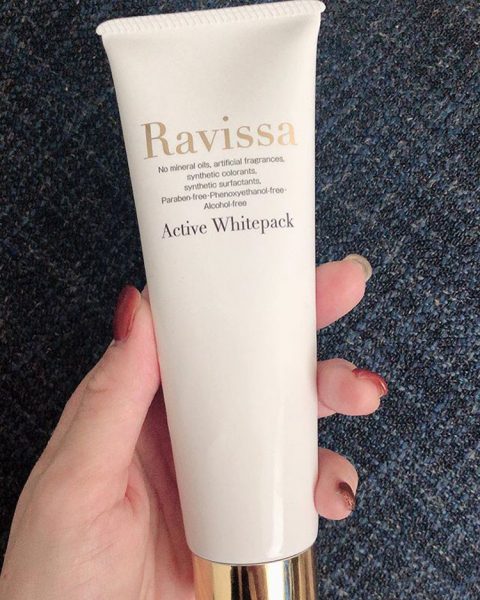 Ravissa
No mineral oils, artificial fragrances,
synthetic colorants,
synthetic surfactants,
Paraben-free·Phenoxyethanol-free·
Alcohol-free
Active Whitepack